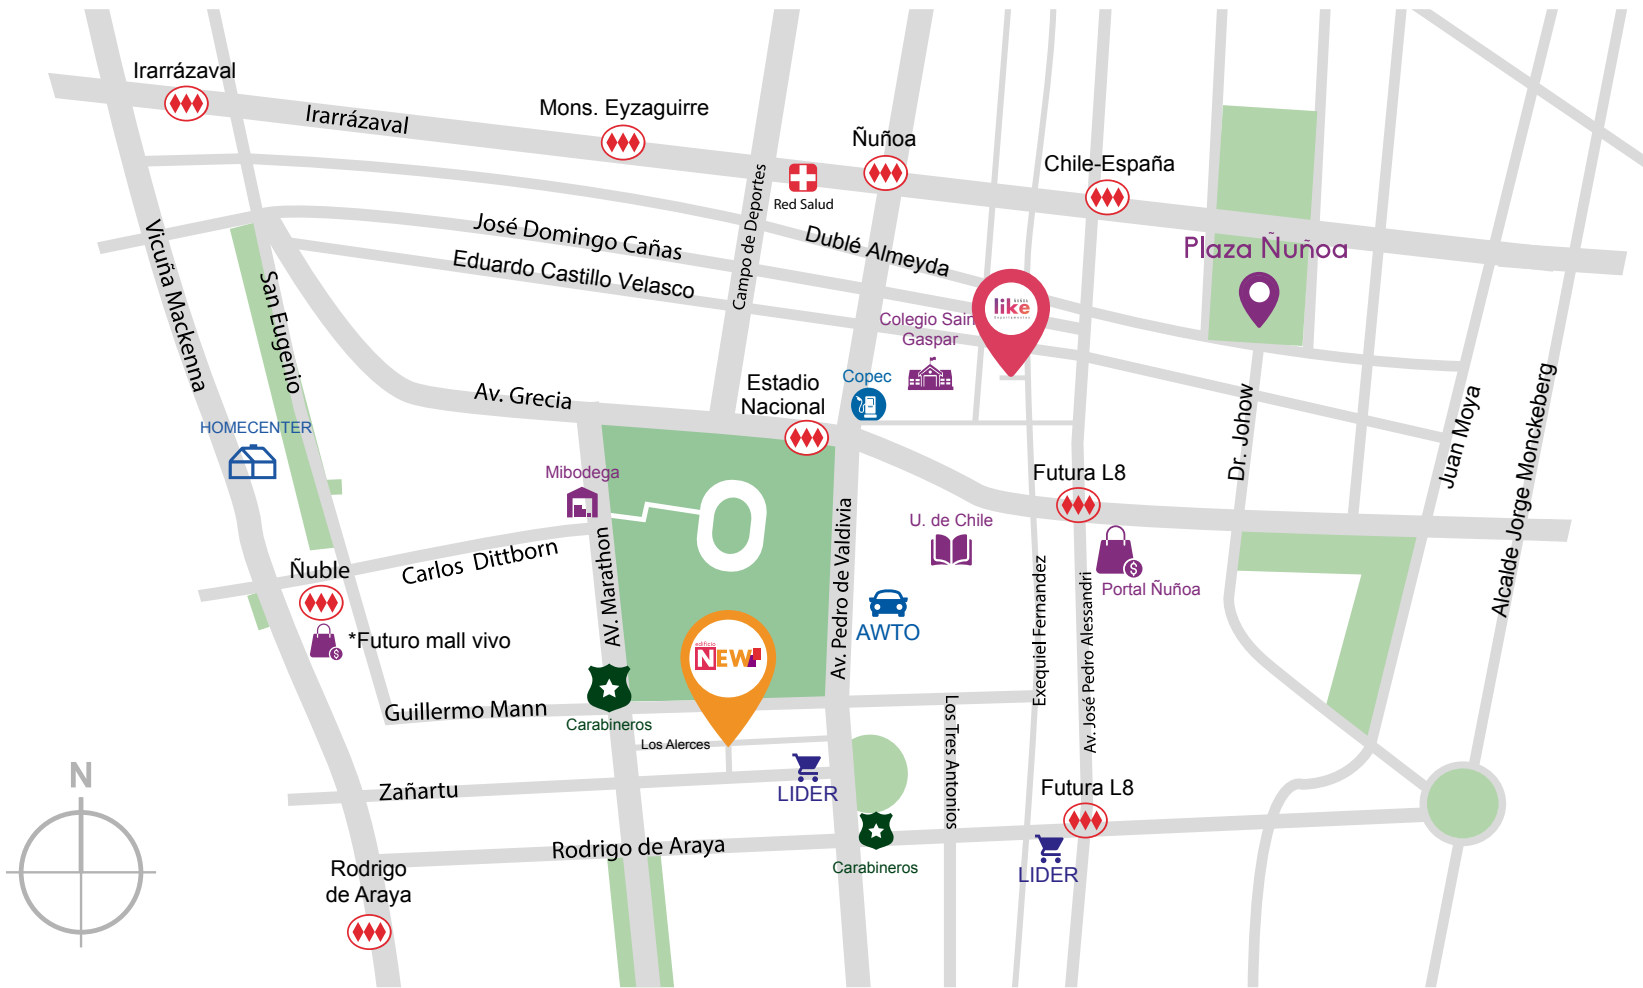 Irarrázaval
Mons. Eyzaguirre
Irarrázaval
Ñuñoa
Chile-España
Red Salud
Campo de Deportes
José Domingo Cañas
Dublé Almeyda
Plaza Ñuñoa
Vicuña Mackenna
San Eugenio
Eduardo Castillo Velasco
like
Colegio Sain
Gaspar
Copec
Estadio
Nacional
Av. Grecia
HOMECENTER
Dr. Johow
Juan Moya
Alcalde Jorge Monckeberg
Mibodega
Futura L8
U. de Chile
Carlos Dittborn
AV. Marathon
Av. Pedro de Valdivia
Ñuble
Portal Ñuñoa
AWTO
Exequiel Fernandez
Av. José Pedro Alessandri
*Futuro mall vivo
edificio
NEW
Guillermo Mann
Carabineros
Los Alerces
Los Tres Antonios
N
Zañartu
LIDER
Futura L8
Rodrigo de Araya
Carabineros
LIDER
Rodrigo
de Araya